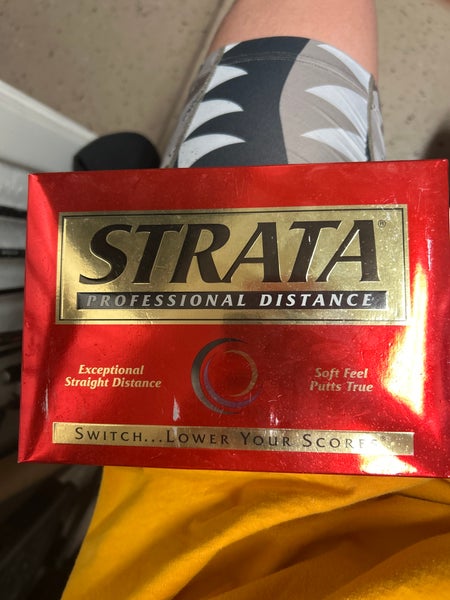 STRATA®
PROFESSIONAL DISTANCE
Exceptional
Straight Distance
Soft Feel
Putts True
SWITCH...LOWER YOUR SCORES